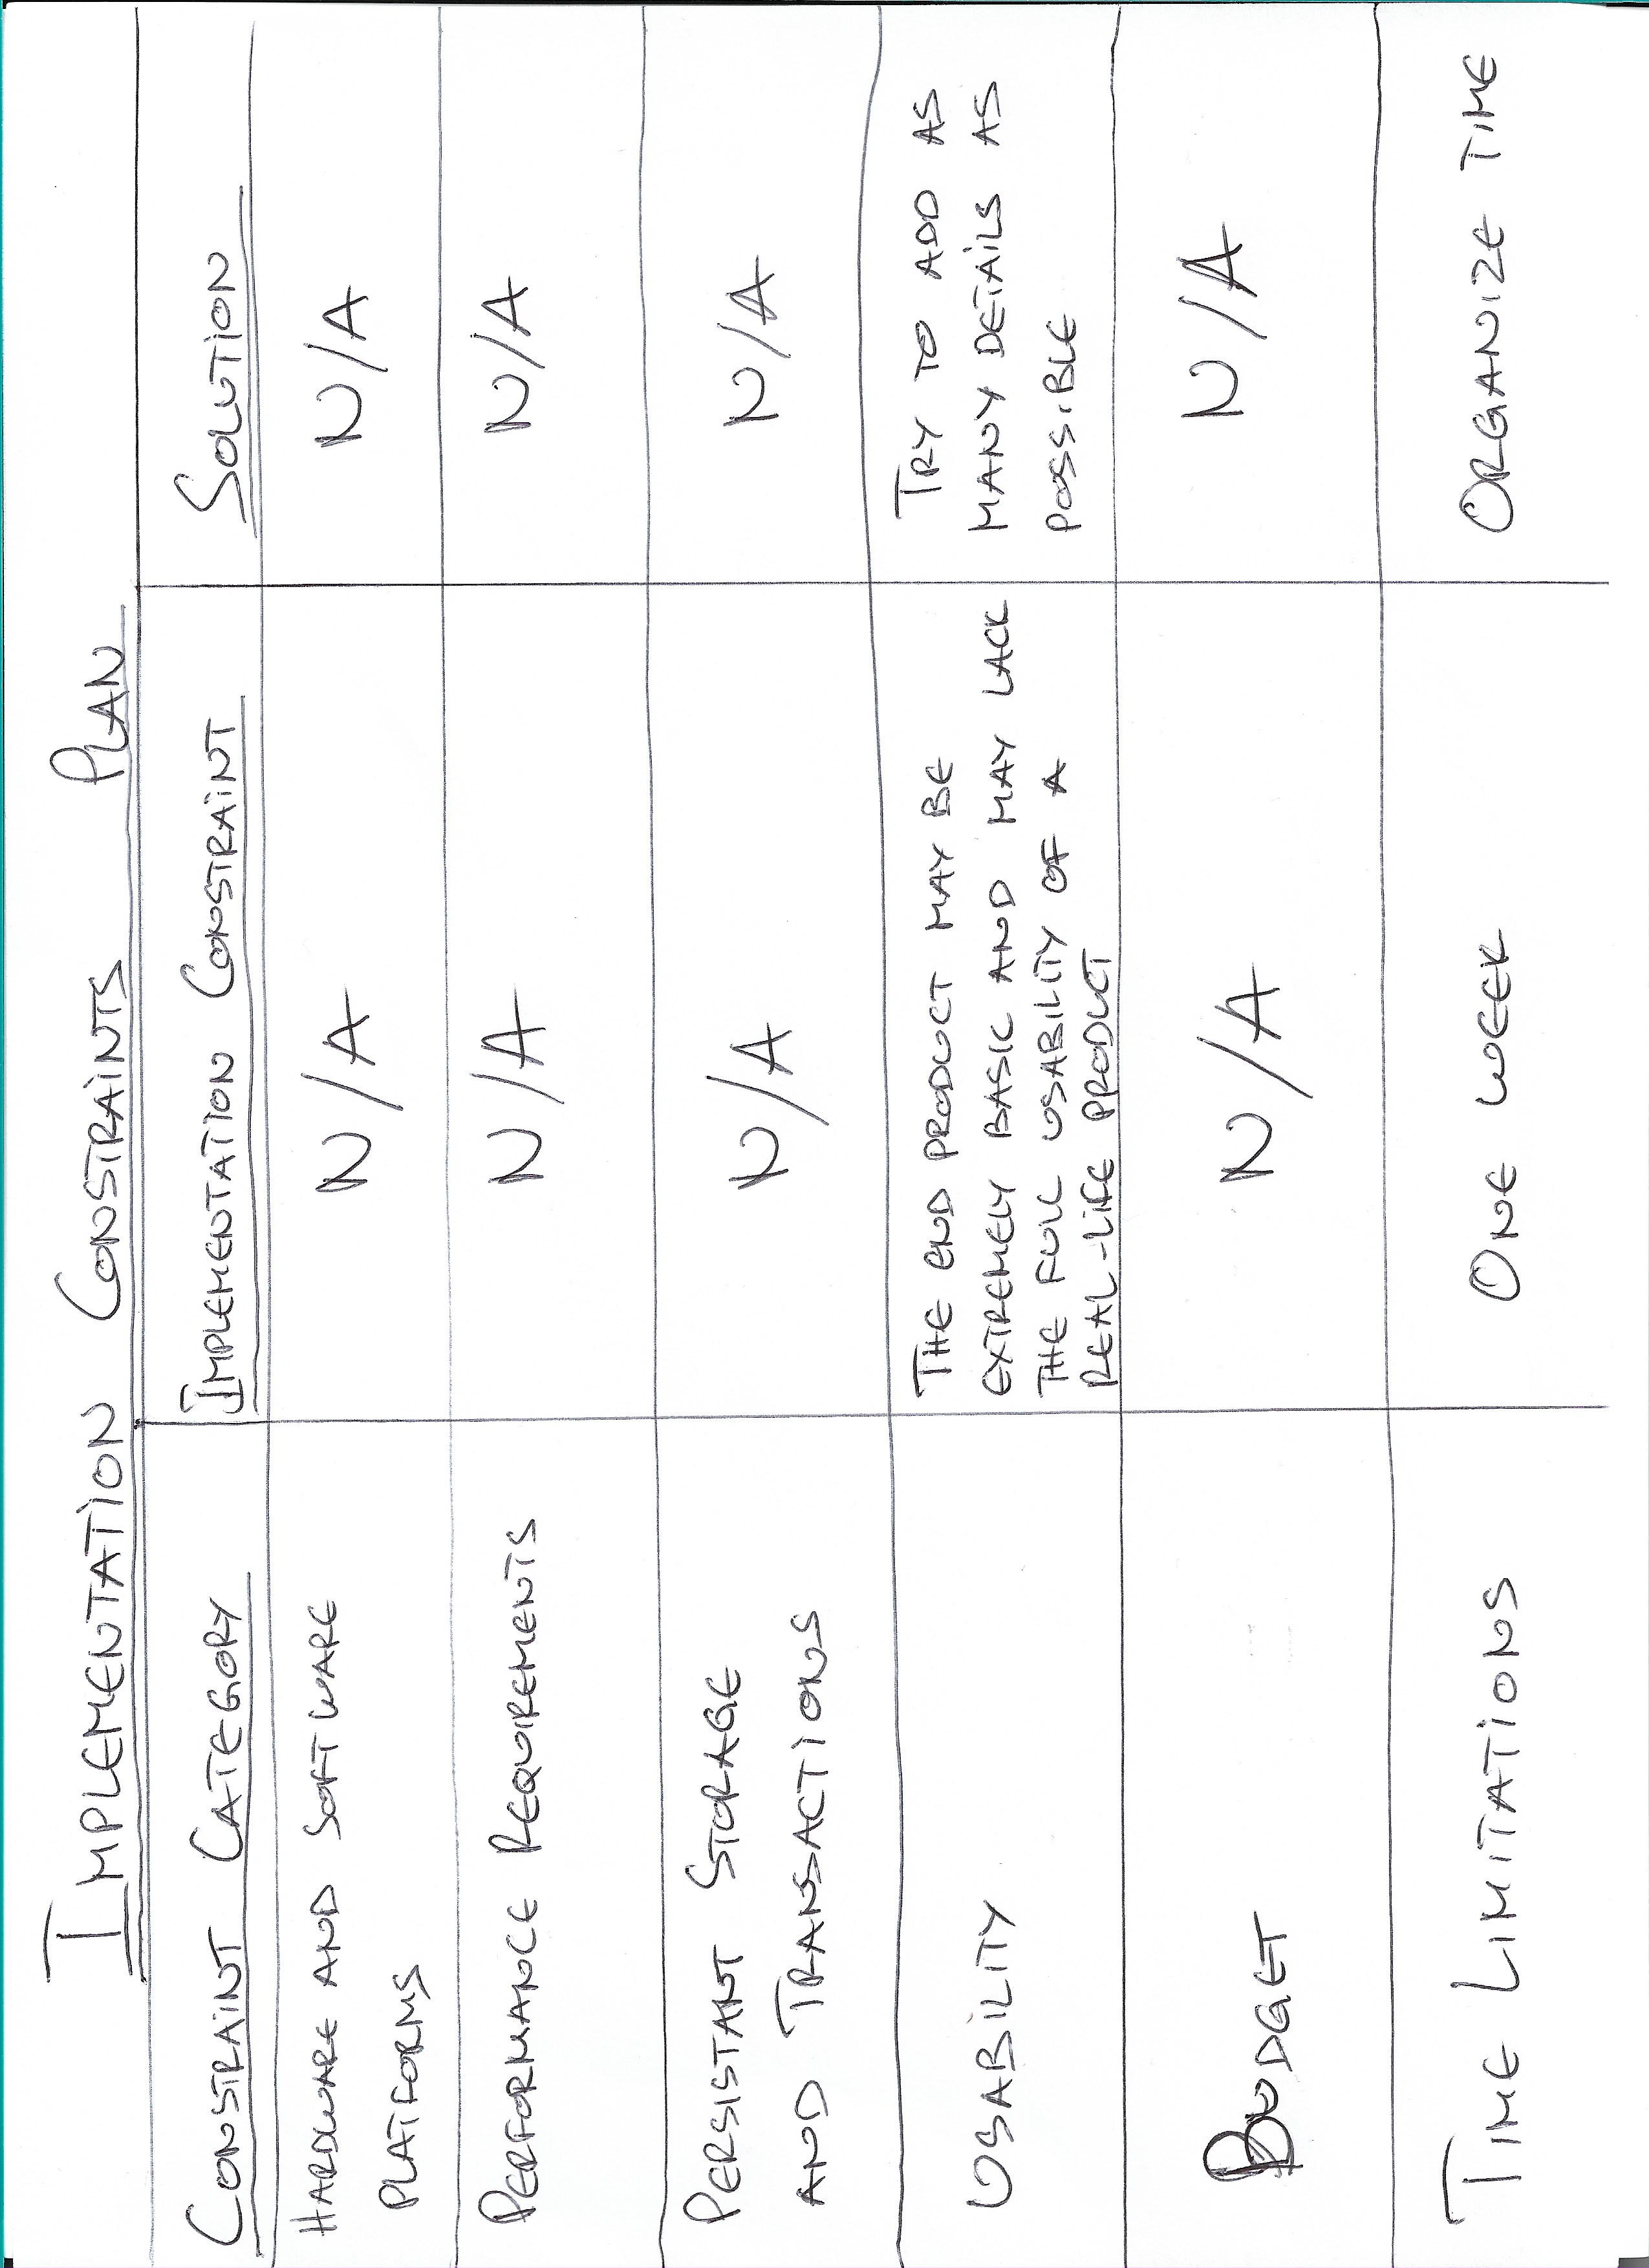 IMPLEMENTATION CONSTRAINTS PLAN
CONSTRAINT CATEGORY
IMPLEMENTATION CONSTRAINT
SOLUTION
HARDWARE AND SOFTWARE
PLATFORMS
N/A
N/A
PERFORMANCE REQUIREMENTS
N/A
N/A
PERSISTANT STORAGE
AND TRANSACTIONS
N/A
N/A
USABILITY
THE END PRODUCT MAY BE
EXTREMELY BASIC AND MAY LACK
THE FULL USABILITY OF A
REAL-LIFE PRODUCT
TRY TO ADD AS
MANY DETAILS AS
POSSIBLE
BUDGET
N/A
N/A
TIME LIMITATIONS
ONE WEEK
ORGANIZE TIME